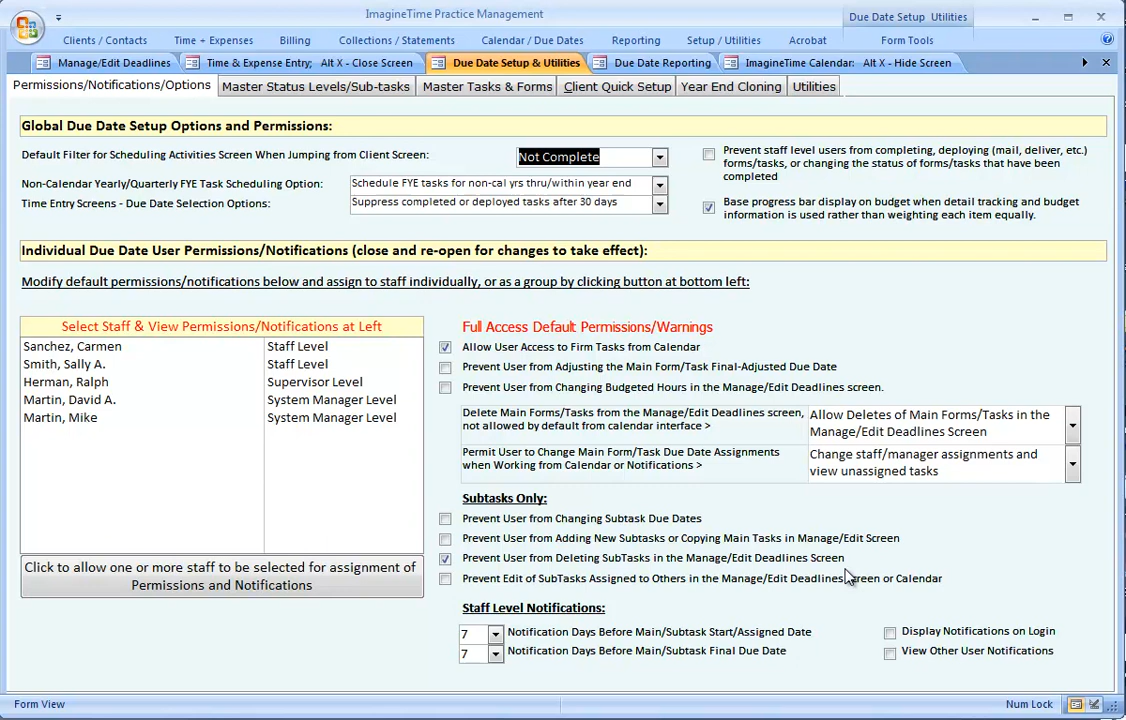 ImagineTime Practice Management
Due Date Setup Utilities
Clients / Contacts
Time + Expenses
Billing
Collections / Statements
Calendar / Due Dates
Reporting
Setup / Utilities
Acrobat
Form Tools
Manage/Edit Deadlines
Time & Expense Entry; Alt X - Close Screen
Due Date Setup & Utilities
Due Date Reporting
ImagineTime Calendar: Alt X - Hide Screen
Permissions/Notifications/Options
Master Status Levels/Sub-tasks
Master Tasks & Forms
Client Quick Setup
Year End Cloning
Utilities
Global Due Date Setup Options and Permissions:
Default Filter for Scheduling Activities Screen When Jumping from Client Screen:
Not Complete
Prevent staff level users from completing, deploying (mail, deliver, etc.)
forms/tasks, or changing the status of forms/tasks that have been
completed
Non-Calendar Yearly/Quarterly FYE Task Scheduling Option:
Schedule FYE tasks for non-cal yrs thru/within year end
Time Entry Screens - Due Date Selection Options:
Suppress completed or deployed tasks after 30 days
Base progress bar display on budget when detail tracking and budget
information is used rather than weighting each item equally.
Individual Due Date User Permissions/Notifications (close and re-open for changes to take effect):
Modify default permissions/notifications below and assign to staff individually, or as a group by clicking button at bottom left:
Select Staff & View Permissions/Notifications at Left
Sanchez, Carmen Staff Level
Smith, Sally A. Staff Level
Herman, Ralph Supervisor Level
Martin, David A. System Manager Level
Martin, Mike System Manager Level
Click to allow one or more staff to be selected for assignment of
Permissions and Notifications
Full Access Default Permissions/Warnings
Allow User Access to Firm Tasks from Calendar
Prevent User from Adjusting the Main Form/Task Final-Adjusted Due Date
Prevent User from Changing Budgeted Hours in the Manage/Edit Deadlines screen.
Delete Main Forms/Tasks from the Manage/Edit Deadlines screen,
not allowed by default from calendar interface >
Allow Deletes of Main Forms/Tasks in the
Manage/Edit Deadlines Screen
Permit User to Change Main Form/Task Due Date Assignments
when Working from Calendar or Notifications >
Change staff/manager assignments and
view unassigned tasks
Subtasks Only:
Prevent User from Changing Subtask Due Dates
Prevent User from Adding New Subtasks or Copying Main Tasks in Manage/Edit Screen
Prevent User from Deleting SubTasks in the Manage/Edit Deadlines Screen
Prevent Edit of SubTasks Assigned to Others in the Manage/Edit Deadlines Screen or Calendar
Staff Level Notifications:
7 Notification Days Before Main/Subtask Start/Assigned Date
7 Notification Days Before Main/Subtask Final Due Date
Display Notifications on Login
View Other User Notifications
Form View
Num Lock